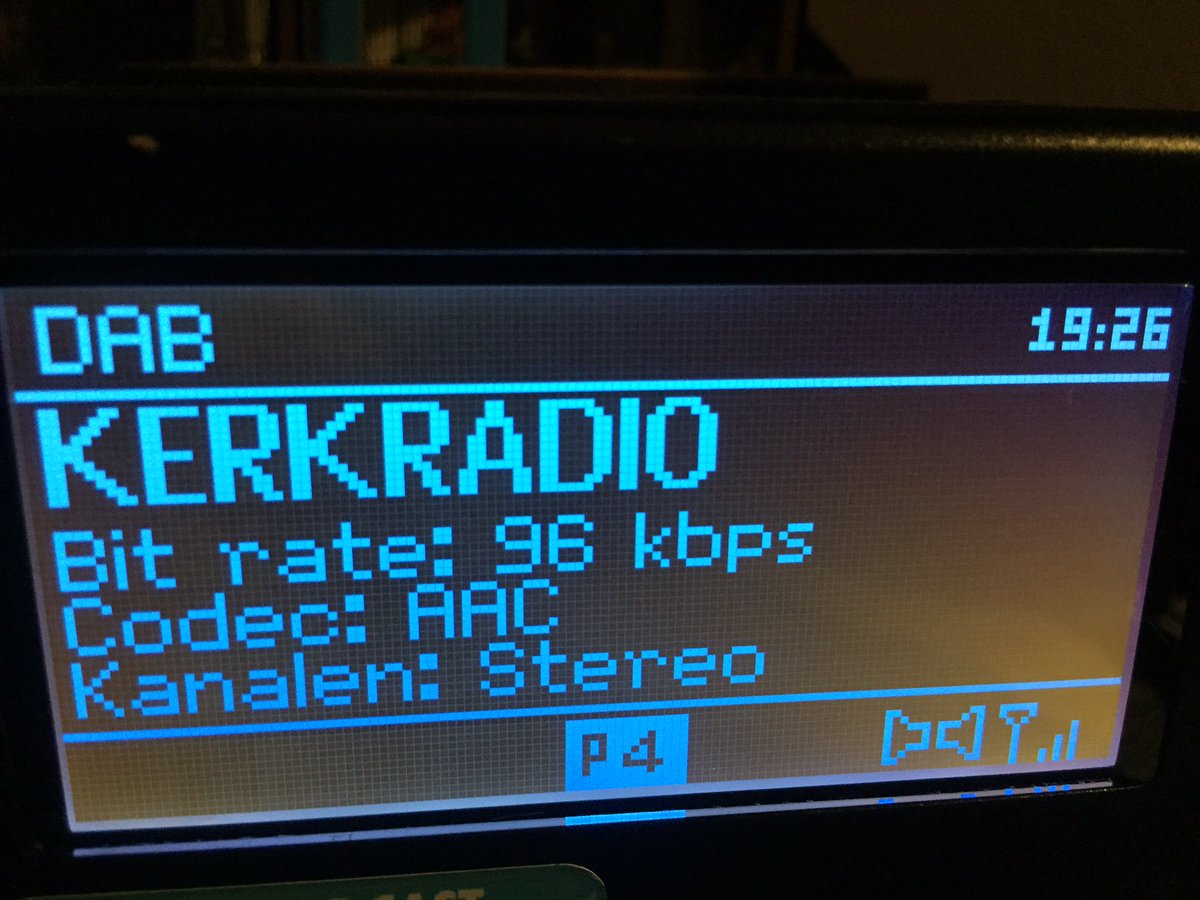 DAB 19:26
KERKRADIO
Bit rate: 96 kbps
Codec: AAC
Kanalen: Stereo
P4